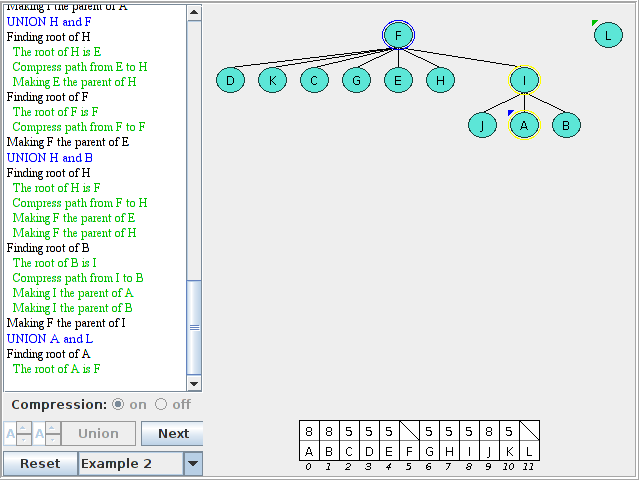 Making I the parent of A
UNION H and F
Finding root of H
The root of H is E
Compress path from E to H
Making E the parent of H
Finding root of F
The root of F is F
Compress path from F to F
Making F the parent of E
UNION H and B
Finding root of H
The root of H is F
Compress path from F to H
Making F the parent of E
Making F the parent of H
Finding root of B
The root of B is I
Compress path from I to B
Making I the parent of A
Making I the parent of B
Making F the parent of I
UNION A and L
Finding root of A
The root of A is F
Compression: on off
A A Union Next
Reset Example 2
F L
D K C G E H I
J A B
8 8 5 5 5 5 5 5 8 5
A B C D E F G H I J K L
0 1 2 3 4 5 6 7 8 9 10 11